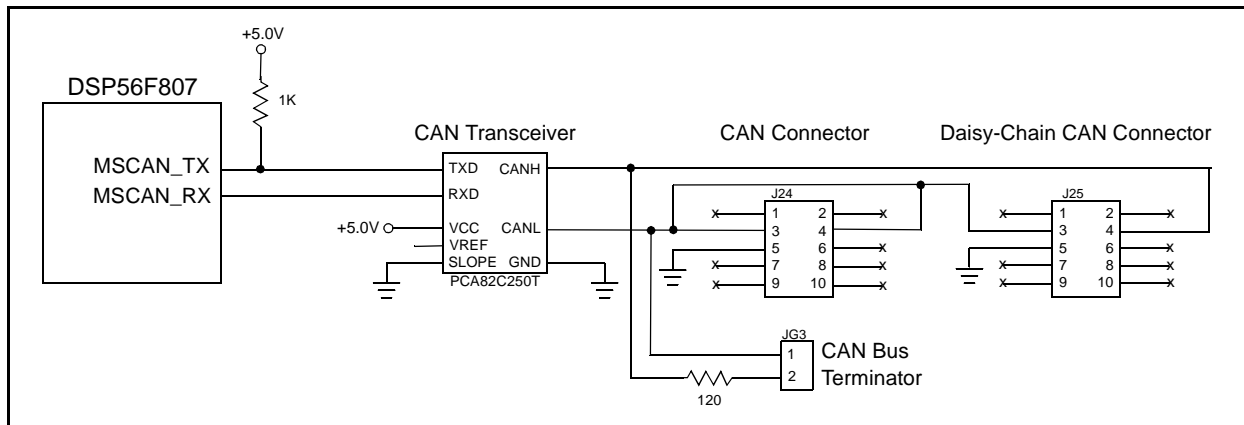 +5.0V
DSP56F807
1K
CAN Transceiver
CAN Connector
Daisy-Chain CAN Connector
MSCAN_TX
TXD CANH
MSCAN_RX
RXD
J24
J25
1 2
1 2
x x
x x
3 4
3 4
+5.0V
VCC CANL
VREF
5 6
5 6
x
x
SLOPE GND
7 8
7 8
x x
x x
PCA82C250T
9 10
9 10
x x
x x
JG3
1
CAN Bus
2
Terminator
120